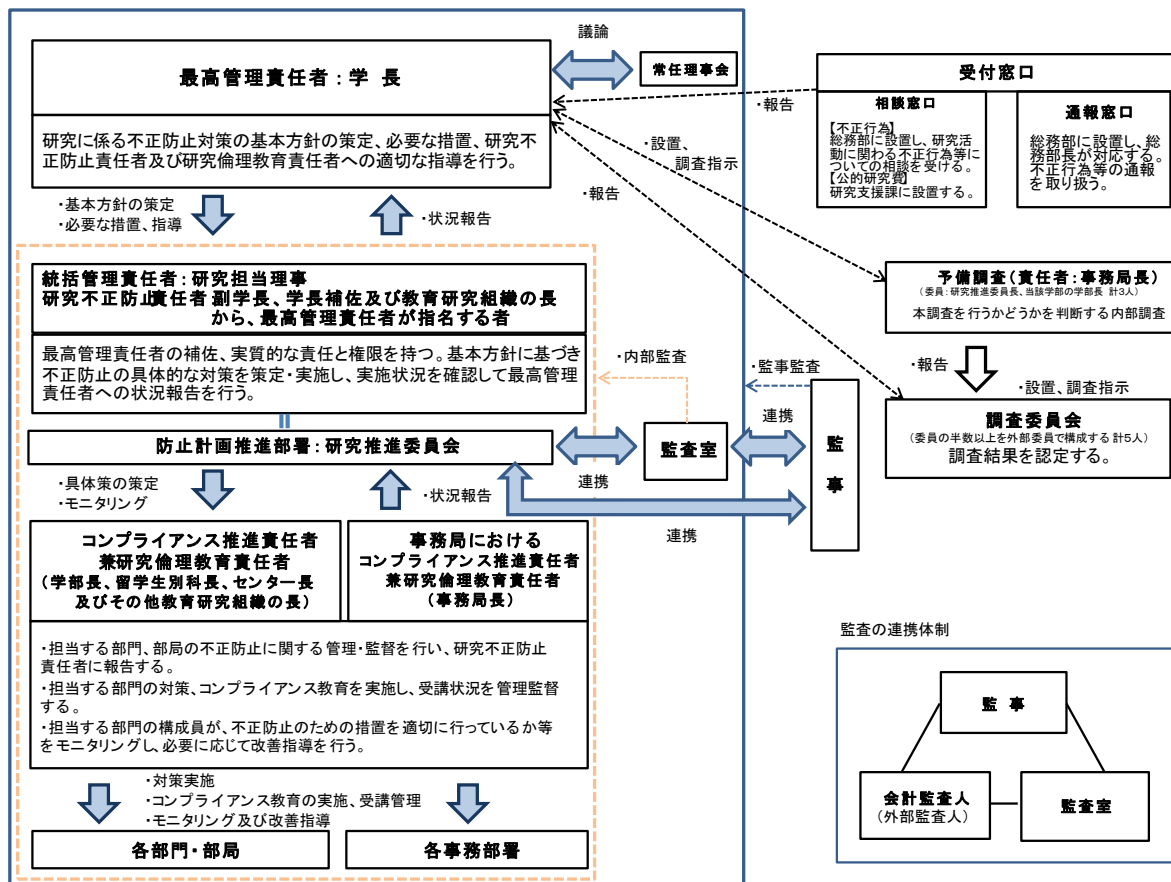 最高管理責任者：学 長
研究に係る不正防止対策の基本方針の策定、必要な措置、研究不
正防止責任者及び研究倫理教育責任者への適切な指導を行う。
議論
常任理事会
受付窓口
相談窓口
【不正行為】
総務部に設置し、研究活
動に関わる不正行為等に
ついての相談を受ける。
【公的研究費】
研究支援課に設置する。
通報窓口
総務部に設置し、総
務部長が対応する。
不正行為等の通報
を取り扱う。
・報告
・設置、
調査指示
・報告
・基本方針の策定
・必要な措置、指導
・状況報告
統括管理責任者：研究担当理事
研究不正防止責任者：副学長、学長補佐及び教育研究組織の長
から、最高管理責任者が指名する者
最高管理責任者の補佐、実質的な責任と権限を持つ。基本方針に基づき
不正防止の具体的な対策を策定・実施し、実施状況を確認して最高管理
責任者への状況報告を行う。
・内部監査
・監事監査
予備調査（責任者：事務局長）
（委員：研究推進委員長、当該学部の学部長 計3人）
本調査を行うかどうかを判断する内部調査
・報告
・設置、調査指示
調査委員会
（委員の半数以上を外部委員で構成する 計5人）
調査結果を認定する。
防止計画推進部署：研究推進委員会
連携
監査室
連携
監
事
連携
・具体策の策定
・モニタリング
・状況報告
コンプライアンス推進責任者
兼研究倫理教育責任者
（学部長、留学生別科長、センター長
及びその他教育研究組織の長）
事務局における
コンプライアンス推進責任者
兼研究倫理教育責任者
（事務局長）
・担当する部門、部局の不正防止に関する管理・監督を行い、研究不正防止
責任者に報告する。
・担当する部門の対策、コンプライアンス教育を実施し、受講状況を管理監督
する。
・担当する部門の構成員が、不正防止のための措置を適切に行っているか等
をモニタリングし、必要に応じて改善指導を行う。
・対策実施
・コンプライアンス教育の実施、受講管理
・モニタリング及び改善指導
各部門・部局
各事務部署
監査の連携体制
監 事
会計監査人
（外部監査人）
監査室